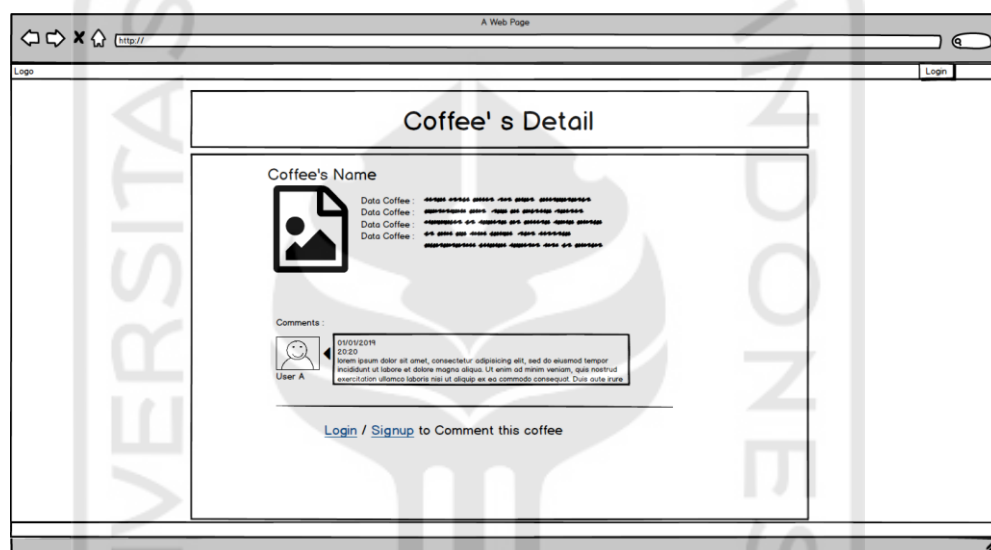 A Web Page
http://
Logo
Login
Coffee' s Detail
Coffee's Name
Data Coffee :
Data Coffee :
Data Coffee :
Data Coffee :
Comments :
User A
01/01/2019
20:20
lorem ipsum dolor sit amet, consectetur adipisicing elit, sed do eiusmod tempor
incididunt ut labore et dolore magna aliqua. Ut enim ad minim veniam, quis nostrud
exercitation ullamco laboris nisi ut aliquip ex ea commodo consequat. Duis aute irure
Login / Signup to Comment this coffee
VERSITA
INDONES